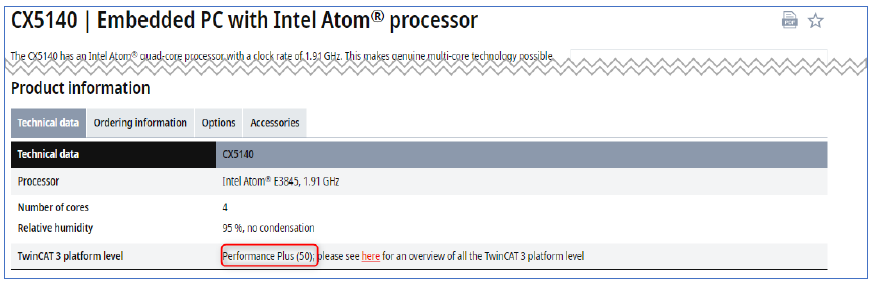 CX5140 | Embedded PC with Intel Atom® processor
PDF
The CX5140 has an Intel Atom® quad-core processor with a clock rate of 1.91 GHz. This makes genuine multi-core technology possible
Product information
Technical data Ordering information Options Accessories
Technical data CX5140
Processor Intel Atom® E3845, 1.91 GHz
Number of cores 4
Relative humidity 95 %, no condensation
TwinCAT 3 platform level Performance Plus (50); please see here for an overview of all the TwinCAT 3 platform level